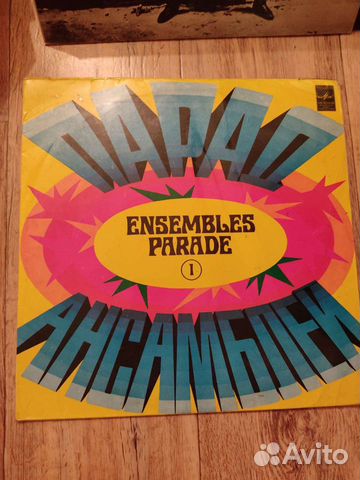 ПАРАД
ENSEMBLES
PARADE
1
АНСАМБЛЕЙ
Avito